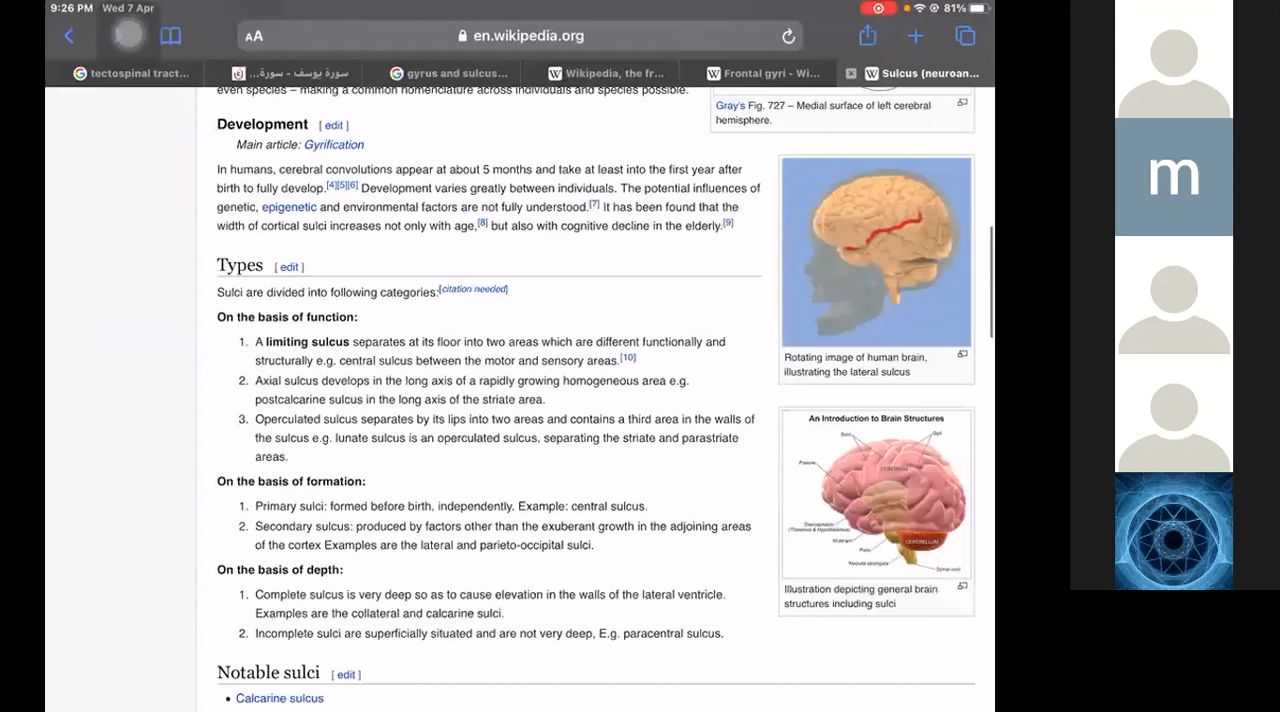 9:26 PM Wed 7 Apr
81%
AA
en.wikipedia.org
tectospinal tract...
سورة يوسف - سورة...
gyrus and sulcus...
Wikipedia, the fr...
Frontal gyri - Wi...
Sulcus (neuroan...
even species – making a common nomenclature across individuals and species possible.
Gray's Fig. 727 – Medial surface of left cerebral
hemisphere.
Development [ edit ]
Main article: Gyrification
In humans, cerebral convolutions appear at about 5 months and take at least into the first year after
birth to fully develop.[4][5][6] Development varies greatly between individuals. The potential influences of
genetic, epigenetic and environmental factors are not fully understood.[7] It has been found that the
width of cortical sulci increases not only with age,[8] but also with cognitive decline in the elderly.[9]
Rotating image of human brain,
illustrating the lateral sulcus
Types [ edit ]
Sulci are divided into following categories:[citation needed]
On the basis of function:
1. A limiting sulcus separates at its floor into two areas which are different functionally and
structurally e.g. central sulcus between the motor and sensory areas.[10]
2. Axial sulcus develops in the long axis of a rapidly growing homogeneous area e.g.
postcalcarine sulcus in the long axis of the striate area.
3. Operculated sulcus separates by its lips into two areas and contains a third area in the walls of
the sulcus e.g. lunate sulcus is an operculated sulcus, separating the striate and parastriate
areas.
On the basis of formation:
1. Primary sulci: formed before birth, independently. Example: central sulcus.
2. Secondary sulcus: produced by factors other than the exuberant growth in the adjoining areas
of the cortex Examples are the lateral and parieto-occipital sulci.
On the basis of depth:
1. Complete sulcus is very deep so as to cause elevation in the walls of the lateral ventricle.
Examples are the collateral and calcarine sulci.
2. Incomplete sulci are superficially situated and are not very deep, E.g. paracentral sulcus.
An Introduction to Brain Structures
Sulci
Gyri
Fissure
CEREBRUM
Diencephalon
(Thalamus & Hypothalamus)
Midbrain
Pons
CEREBELLUM
Medulla oblongata
Spinal cord
Illustration depicting general brain
structures including sulci
Notable sulci [ edit ]
• Calcarine sulcus
m